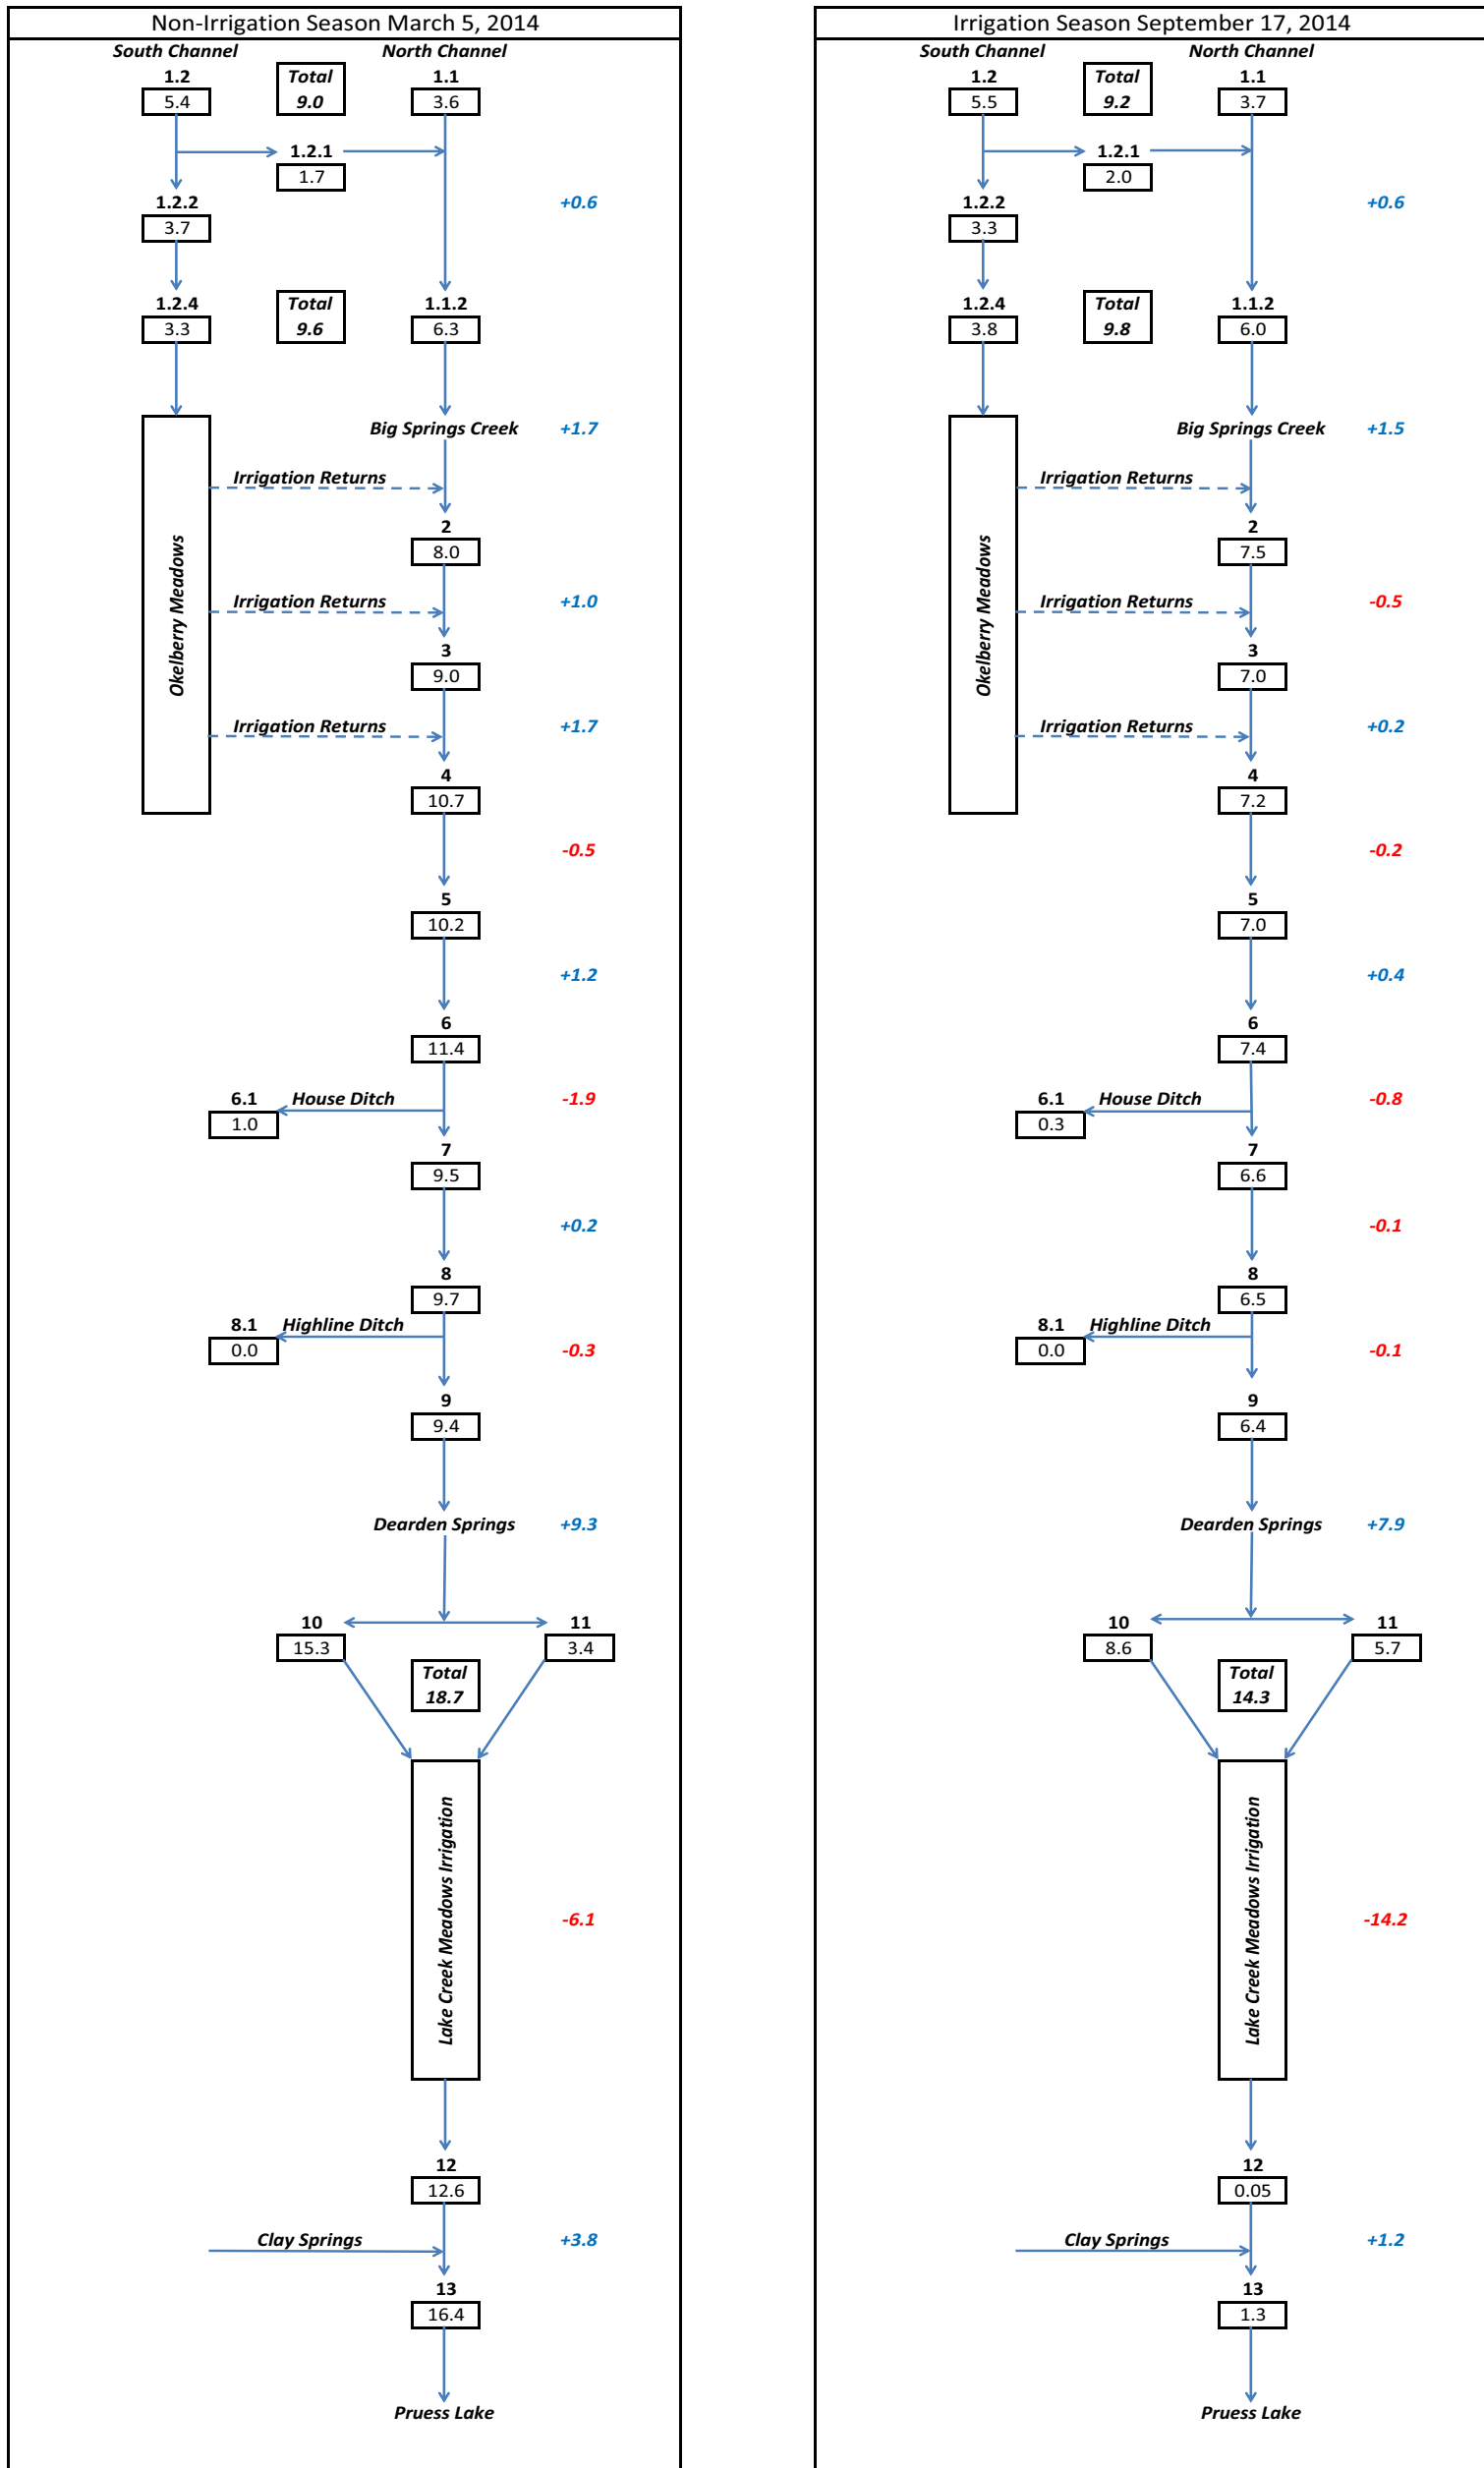 Non-Irrigation Season March 5, 2014
South Channel North Channel
1.2 Total 1.1
5.4 9.0 3.6
1.2.1
1.7
1.2.2 +0.6
3.7
1.2.4 Total 1.1.2
3.3 9.6 6.3
Big Springs Creek +1.7
Irrigation Returns
2
8.0
Okelberry Meadows
Irrigation Returns +1.0
3
9.0
Irrigation Returns +1.7
4
10.7
-0.5
5
10.2
+1.2
6
11.4
6.1 House Ditch -1.9
1.0
7
9.5
+0.2
8
9.7
8.1 Highline Ditch
0.0 -0.3
9
9.4
Dearden Springs +9.3
10 11
15.3 3.4
Total
18.7
Lake Creek Meadows Irrigation
-6.1
12
12.6
Clay Springs +3.8
13
16.4
Pruess Lake
Irrigation Season September 17, 2014
South Channel North Channel
1.2 Total 1.1
5.5 9.2 3.7
1.2.1
2.0
1.2.2 +0.6
3.3
1.2.4 Total 1.1.2
3.8 9.8 6.0
Big Springs Creek +1.5
Irrigation Returns
2
7.5
Okelberry Meadows
Irrigation Returns -0.5
3
7.0
Irrigation Returns +0.2
4
7.2
-0.2
5
7.0
+0.4
6
7.4
6.1 House Ditch -0.8
0.3
7
6.6
-0.1
8
6.5
8.1 Highline Ditch
0.0 -0.1
9
6.4
Dearden Springs +7.9
10 11
8.6 5.7
Total
14.3
Lake Creek Meadows Irrigation
-14.2
12
0.05
Clay Springs +1.2
13
1.3
Pruess Lake